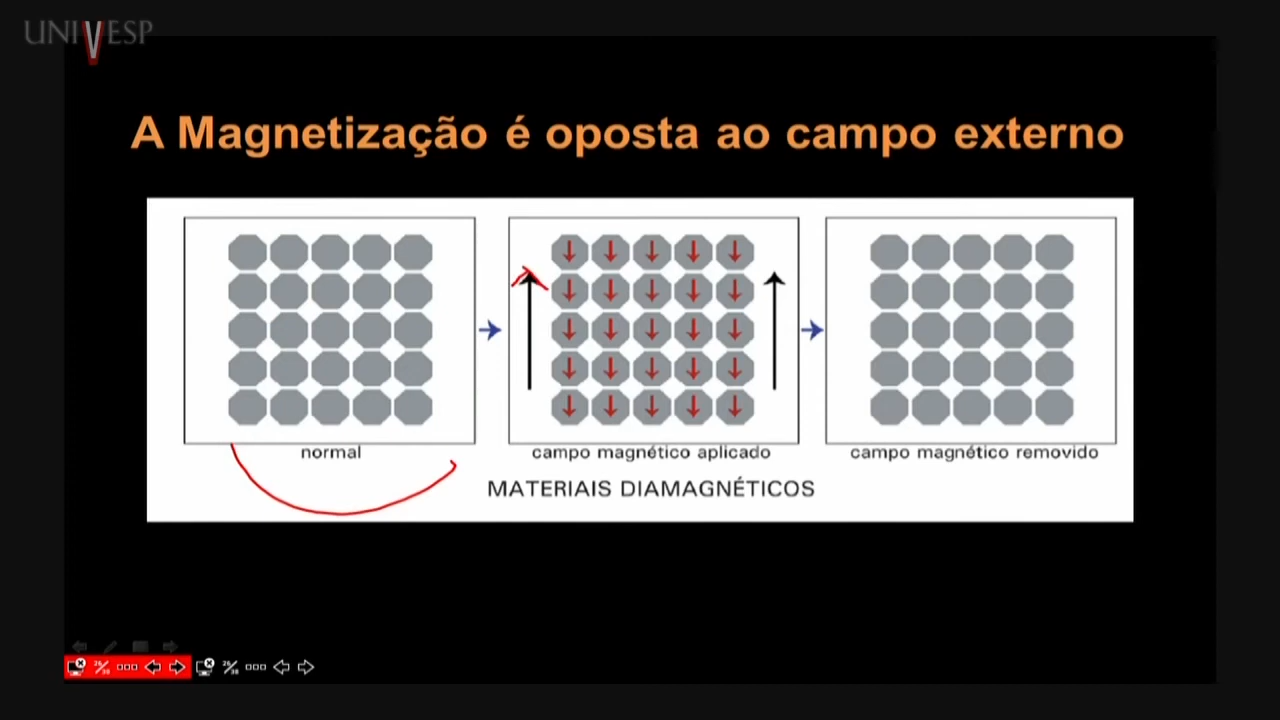 UNIVESP
A Magnetização é oposta ao campo externo
normal
campo magnético aplicado
campo magnético removido
MATERIAIS DIAMAGNÉTICOS